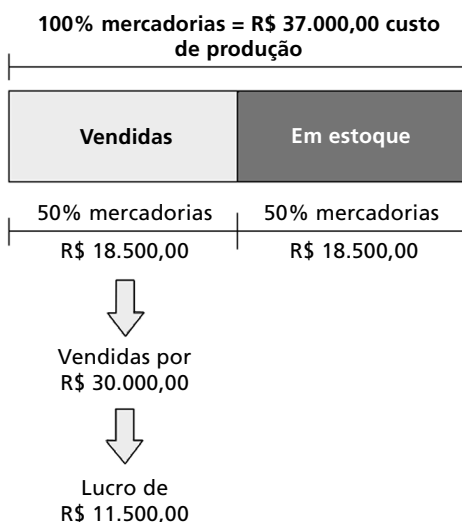 100% mercadorias = R$ 37.000,00 custo
de produção
Vendidas
Em estoque
50% mercadorias
50% mercadorias
R$ 18.500,00
R$ 18.500,00
Vendidas por
R$ 30.000,00
Lucro de
R$ 11.500,00